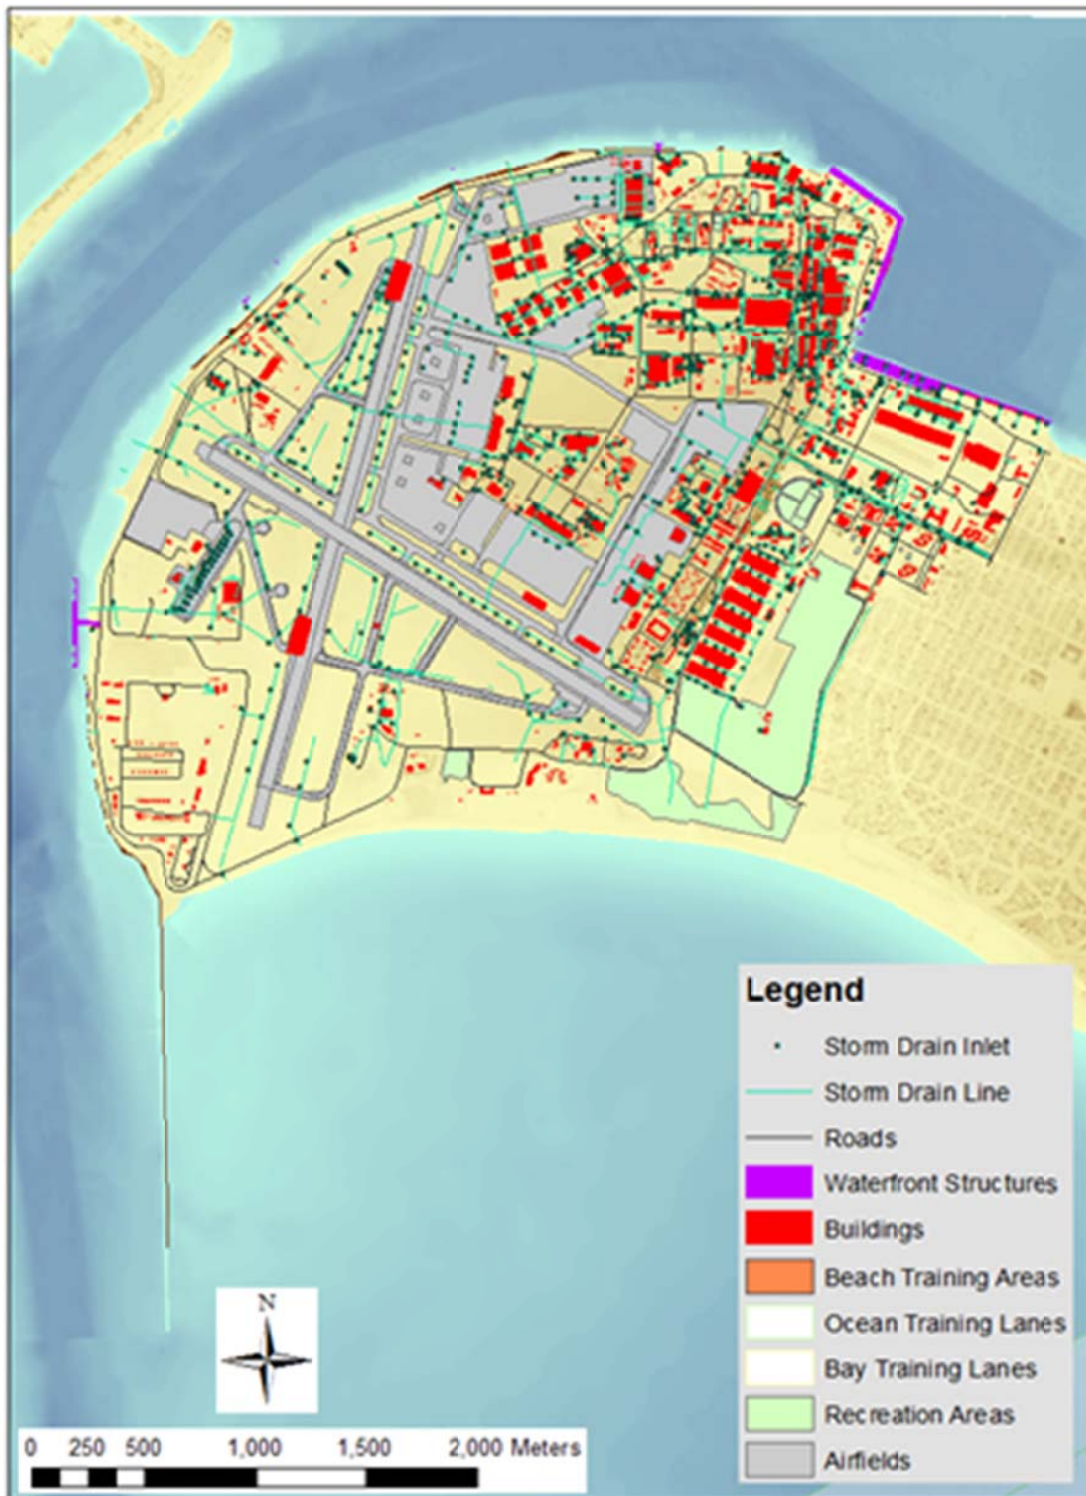 Legend
Storm Drain Inlet
Storm Drain Line
Roads
Waterfront Structures
Buildings
Beach Training Areas
Ocean Training Lanes
Bay Training Lanes
Recreation Areas
Airfields
N
0 250 500 1,000 1,500 2,000 Meters